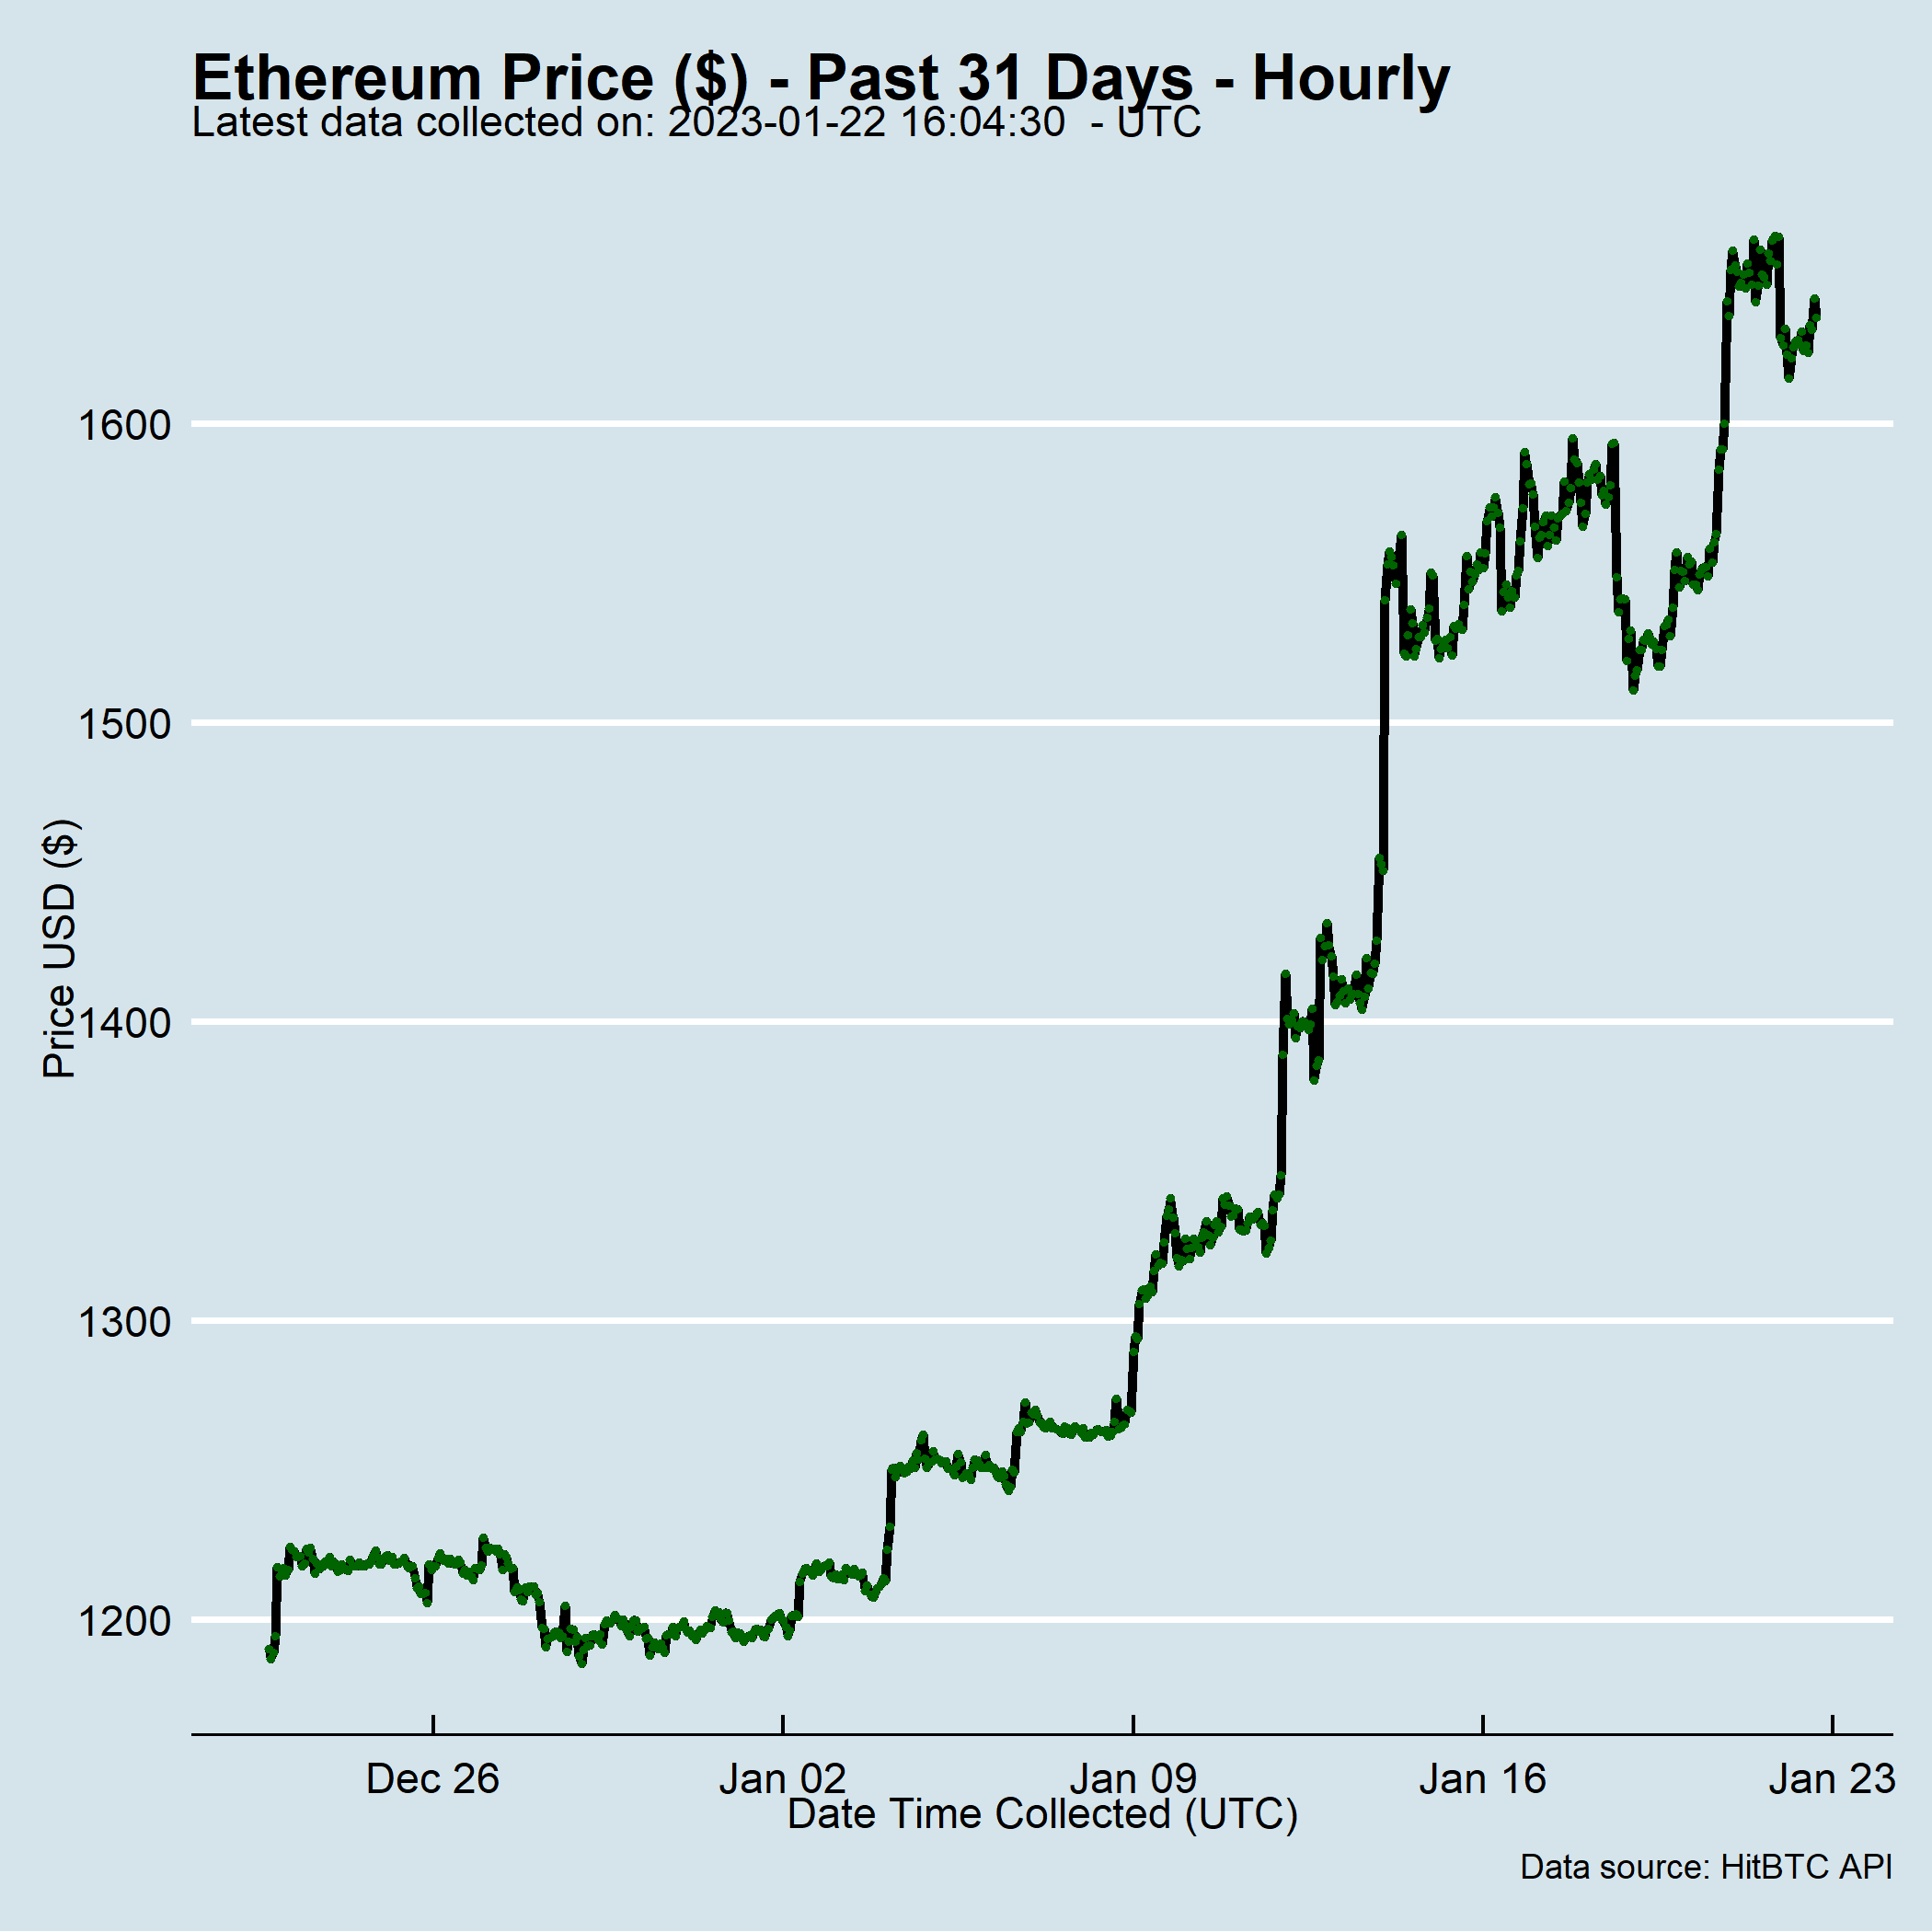 Ethereum Price ($) - Past 31 Days - Hourly
Latest data collected on: 2023-01-22 16:04:30  - UTC
Price USD ($)
1600
1500
1400
1300
1200
Dec 26
Jan 02
Jan 09
Jan 16
Jan 23
Date Time Collected (UTC)
Data source: HitBTC API